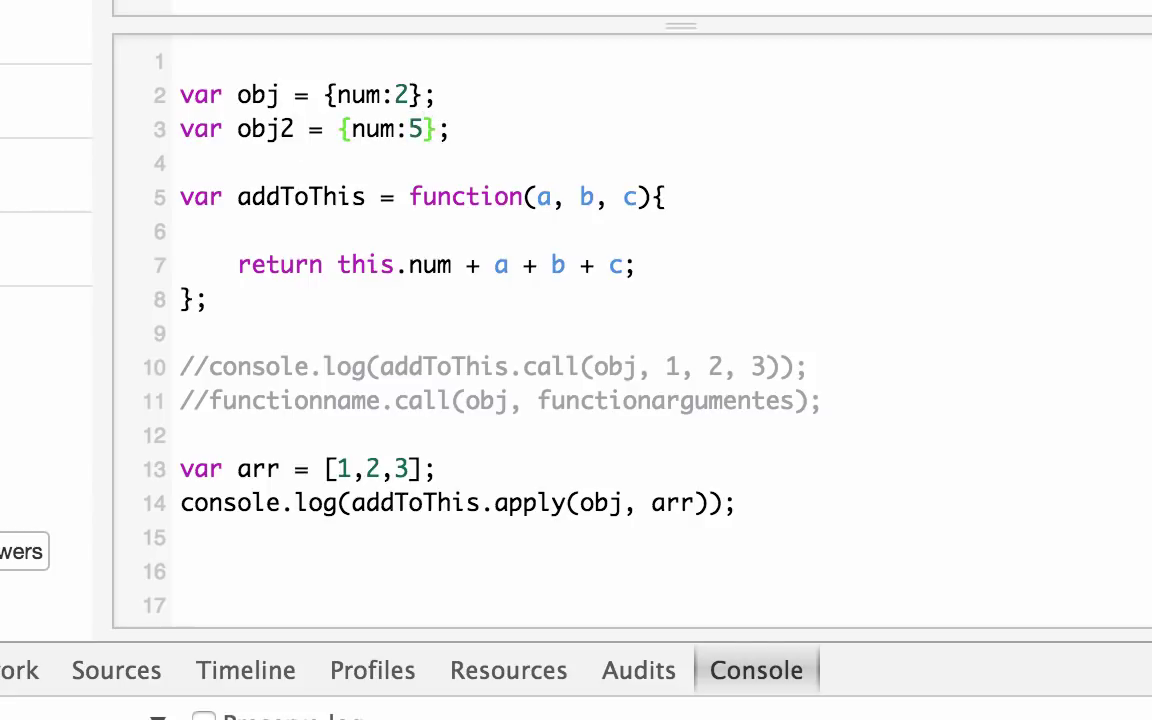 1
2 var obj = {num:2};
3 var obj2 = {num:5};
4
5 var addToThis = function(a, b, c){
6
7 return this.num + a + b + c;
8 };
9
10 //console.log(addToThis.call(obj, 1, 2, 3));
11 //functionname.call(obj, functionargumentes);
12
13 var arr = [1,2,3];
14 console.log(addToThis.apply(obj, arr));
15
wers
16
17
ork Sources Timeline Profiles Resources Audits Console
Preserve log